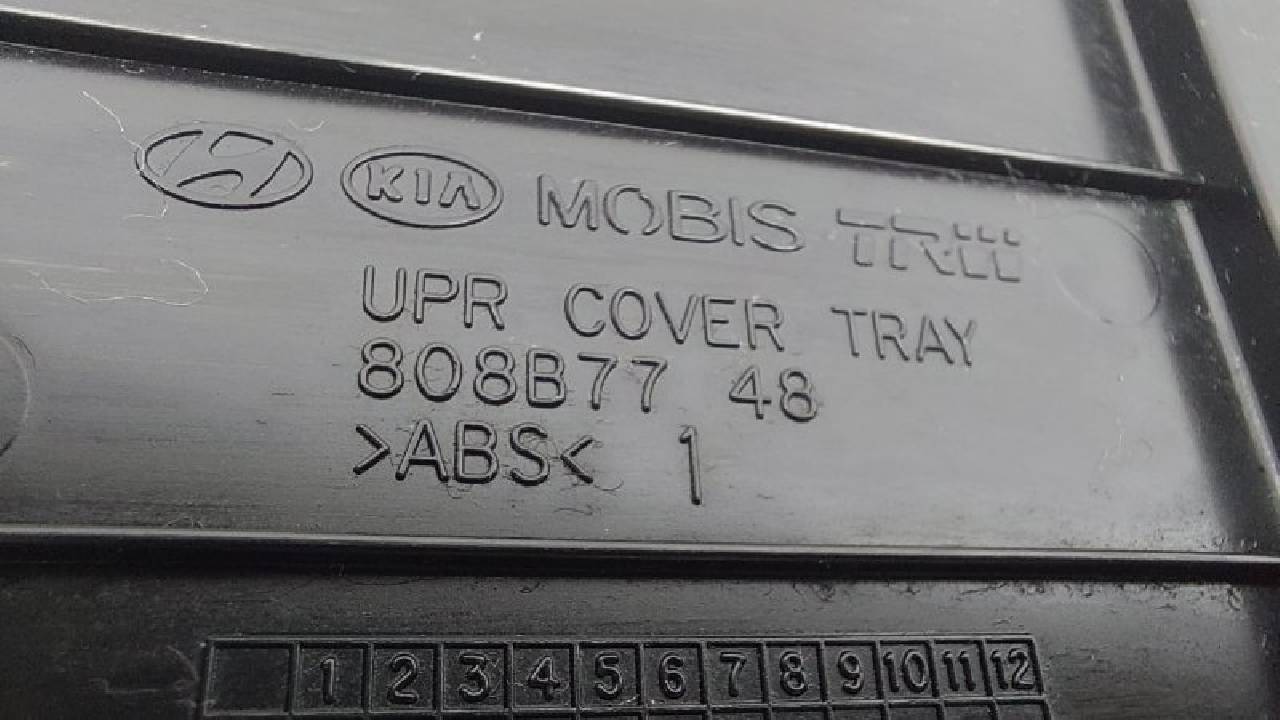 KIA MOBIS TRW
UPR COVER TRAY
808B77 48
>ABS< 1
1 2 3 4 5 6 7 8 9 10 11 12